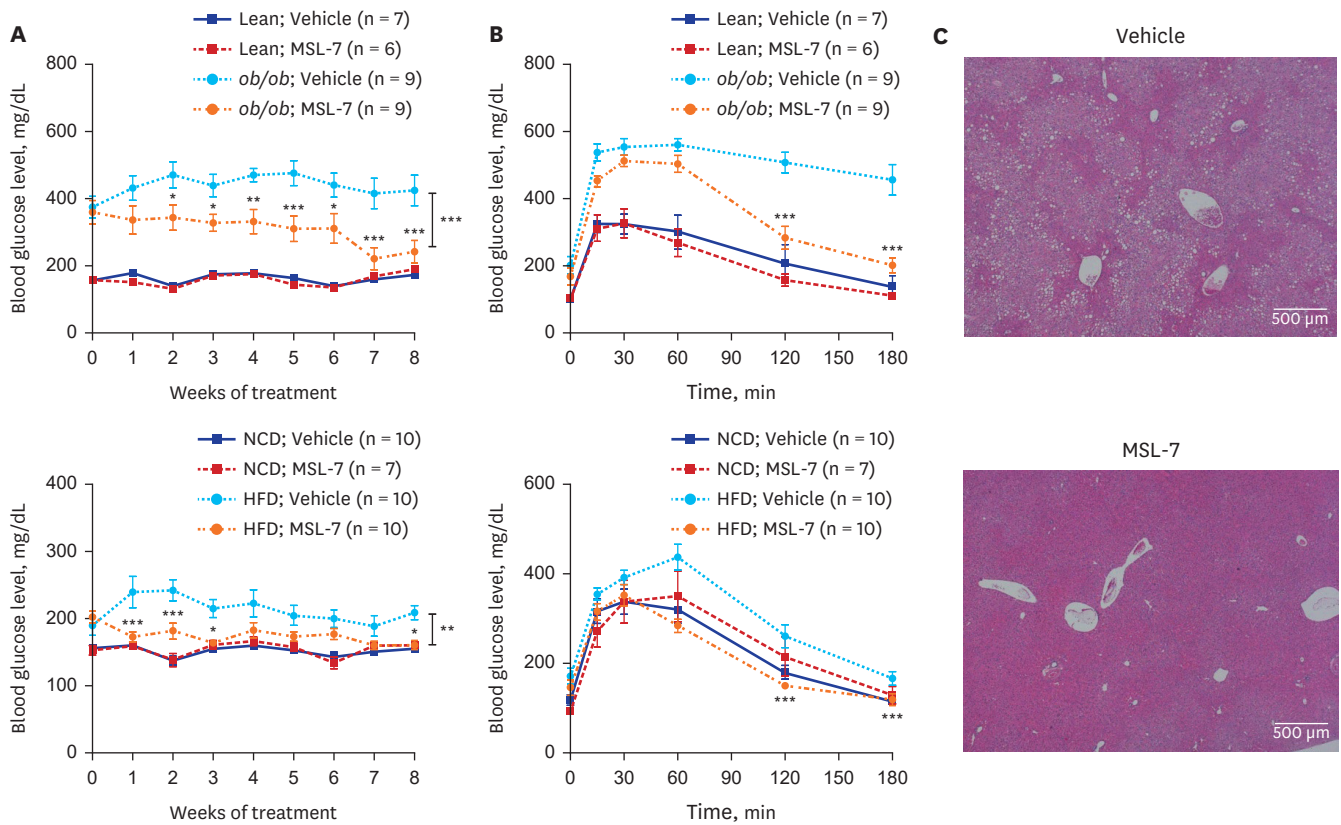 A
Lean; Vehicle (n = 7)
Lean; MSL-7 (n = 6)
ob/ob; Vehicle (n = 9)
ob/ob; MSL-7 (n = 9)
Blood glucose level, mg/dL
800
600
400
200
0
* * ** *** * *** ***
***
0 1 2 3 4 5 6 7 8
Weeks of treatment
B
Lean; Vehicle (n = 7)
Lean; MSL-7 (n = 6)
ob/ob; Vehicle (n = 9)
ob/ob; MSL-7 (n = 9)
Blood glucose level, mg/dL
800
600
400
200
0
*** ***
0 30 60 90 120 150 180
Time, min
C
Vehicle
500 µm
NCD; Vehicle (n = 10)
NCD; MSL-7 (n = 7)
HFD; Vehicle (n = 10)
HFD; MSL-7 (n = 10)
Blood glucose level, mg/dL
400
300
200
100
0
*** *** * *
**
0 1 2 3 4 5 6 7 8
Weeks of treatment
NCD; Vehicle (n = 10)
NCD; MSL-7 (n = 7)
HFD; Vehicle (n = 10)
HFD; MSL-7 (n = 10)
Blood glucose level, mg/dL
600
400
200
60
*** ***
0 30 60 90 120 150 180
Time, min
MSL-7
500 µm